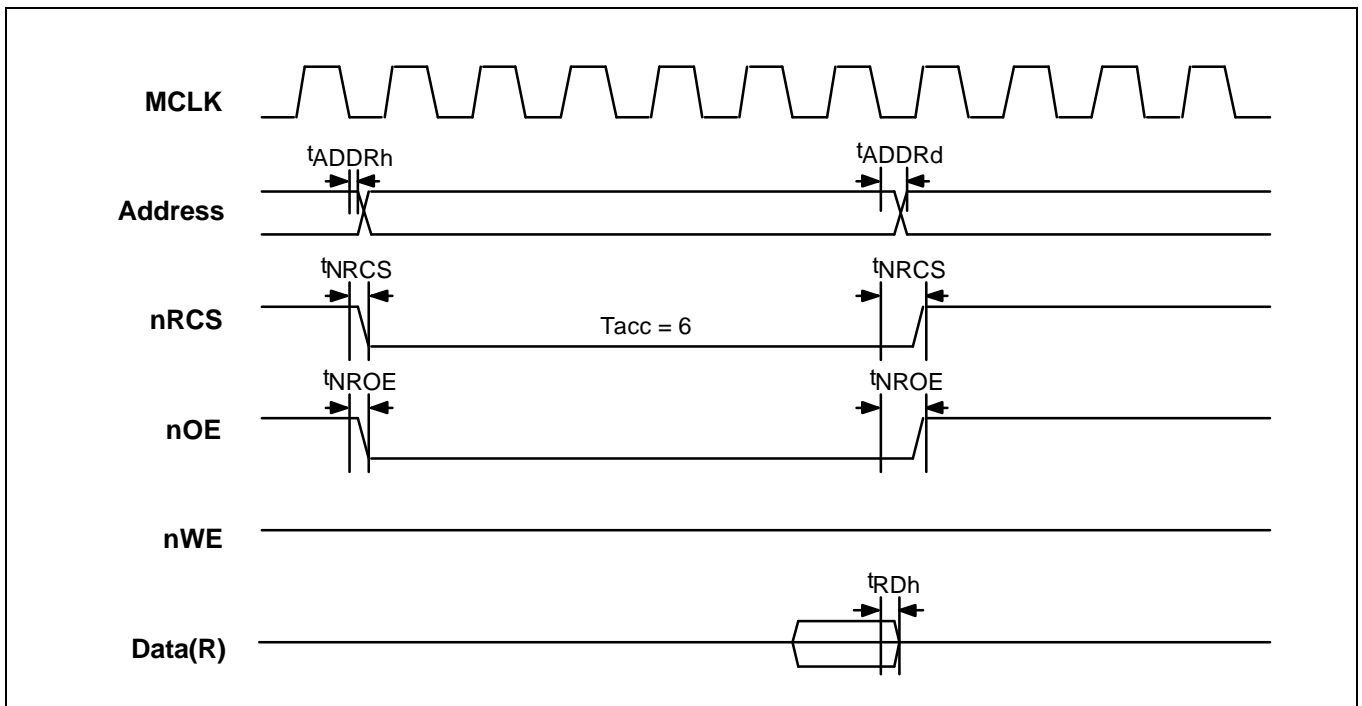 MCLK
tADDRh tADDRd
Address
tNRCS tNRCS
nRCS
Tacc = 6
tNROE tNROE
nOE
nWE
tRDh
Data(R)